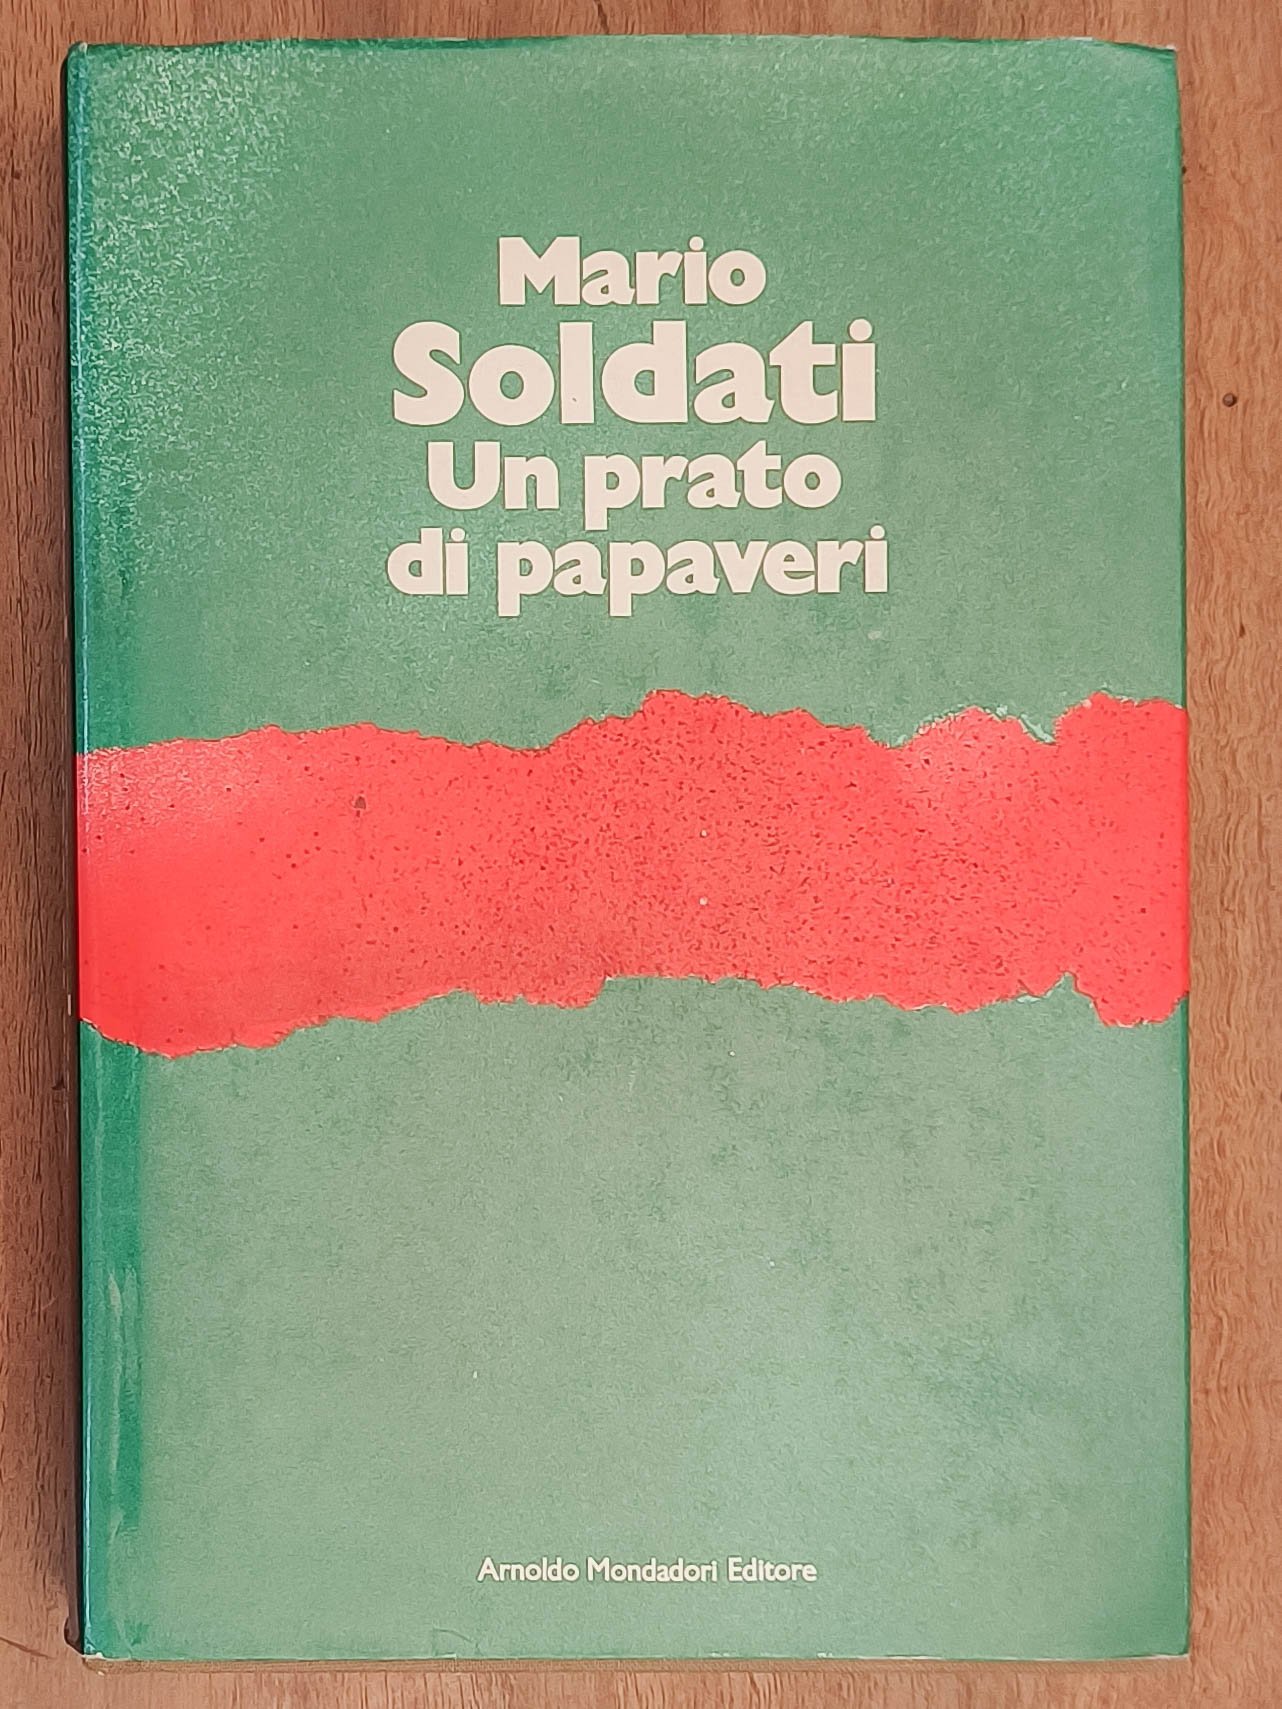 Mario
Soldati
Un prato
di papaveri
Arnoldo Mondadori Editore